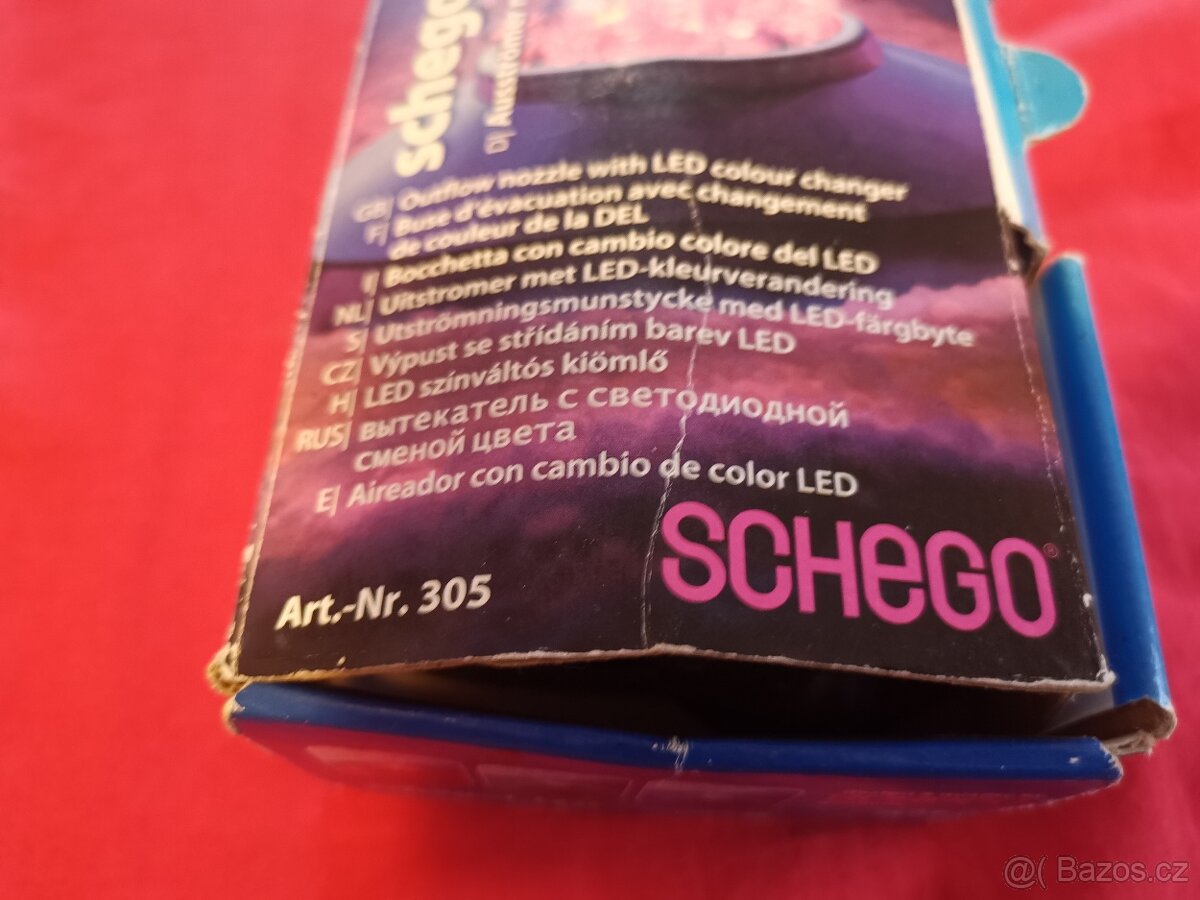 schego
D| Ausströmer
GB| Outflow nozzle with LED colour changer
F| Buse d'évacuation avec changement
de couleur de la DEL
I| Bocchetta con cambio colore del LED
NL| Uitstromer met LED-kleurverandering
S| Utströmningsmunstycke med LED-färgbyte
CZ| Výpust se střídáním barev LED
H| LED színváltós kiömlő
RUS| вытекатель с светодиодной
сменой цвета
E| Aireador con cambio de color LED
SCHeGO®
Art.-Nr. 305
@( Bazos.cz